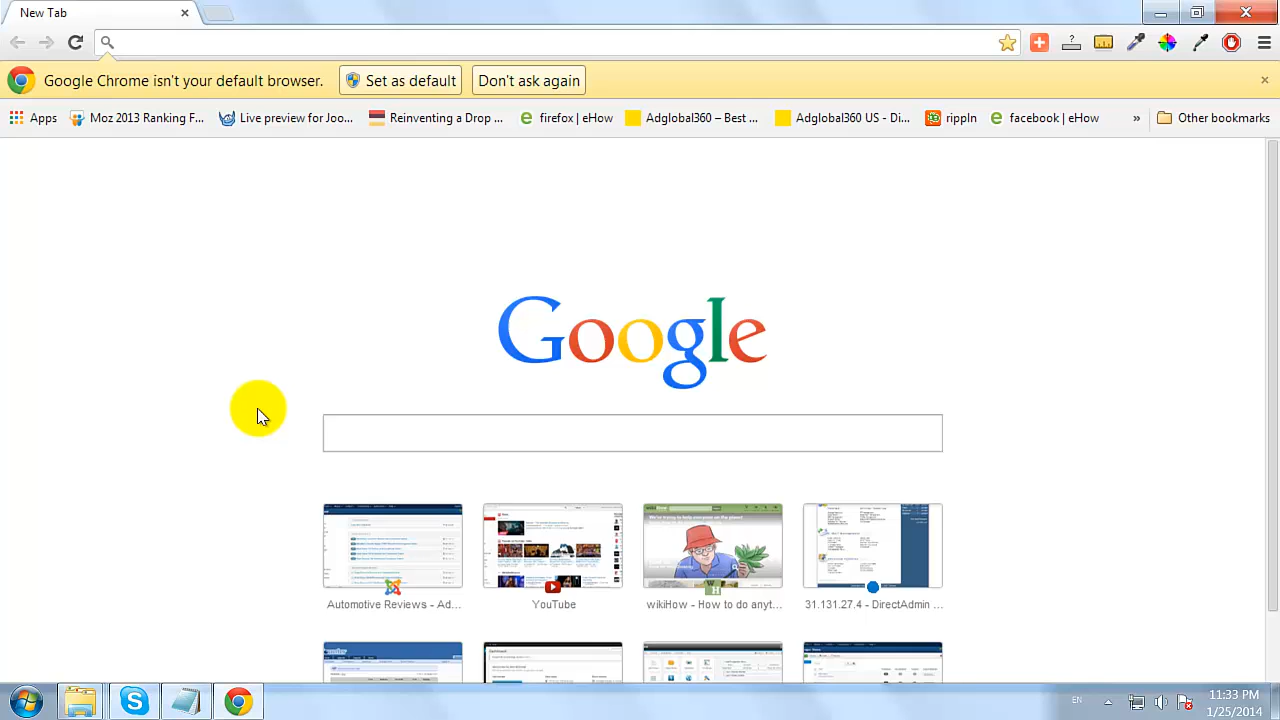 New Tab
Google Chrome isn't your default browser. Set as default Don't ask again
Apps Moz 2013 Ranking F... Live preview for Joo... Reinventing a Drop ... firefox | eHow Adglobal360 – Best ... Adglobal360 US - Di... rippln facebook | eHow » Other bookmarks
Google
Automotive Reviews - Ad... YouTube wikiHow - How to do anyt... 31.131.27.4 - DirectAdmin ...
EN 11:33 PM
1/25/2014